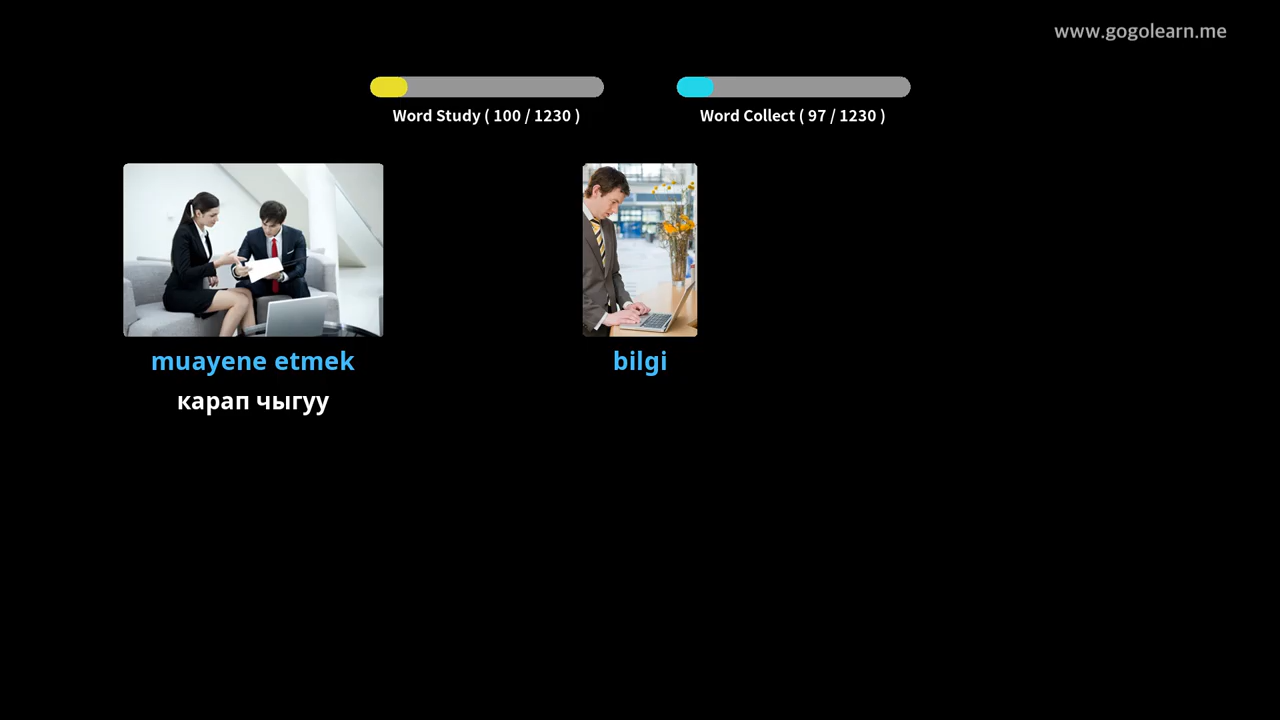 www.gogolearn.me
Word Study ( 100 / 1230 )
Word Collect ( 97 / 1230 )
muayene etmek
карап чыгуу
bilgi